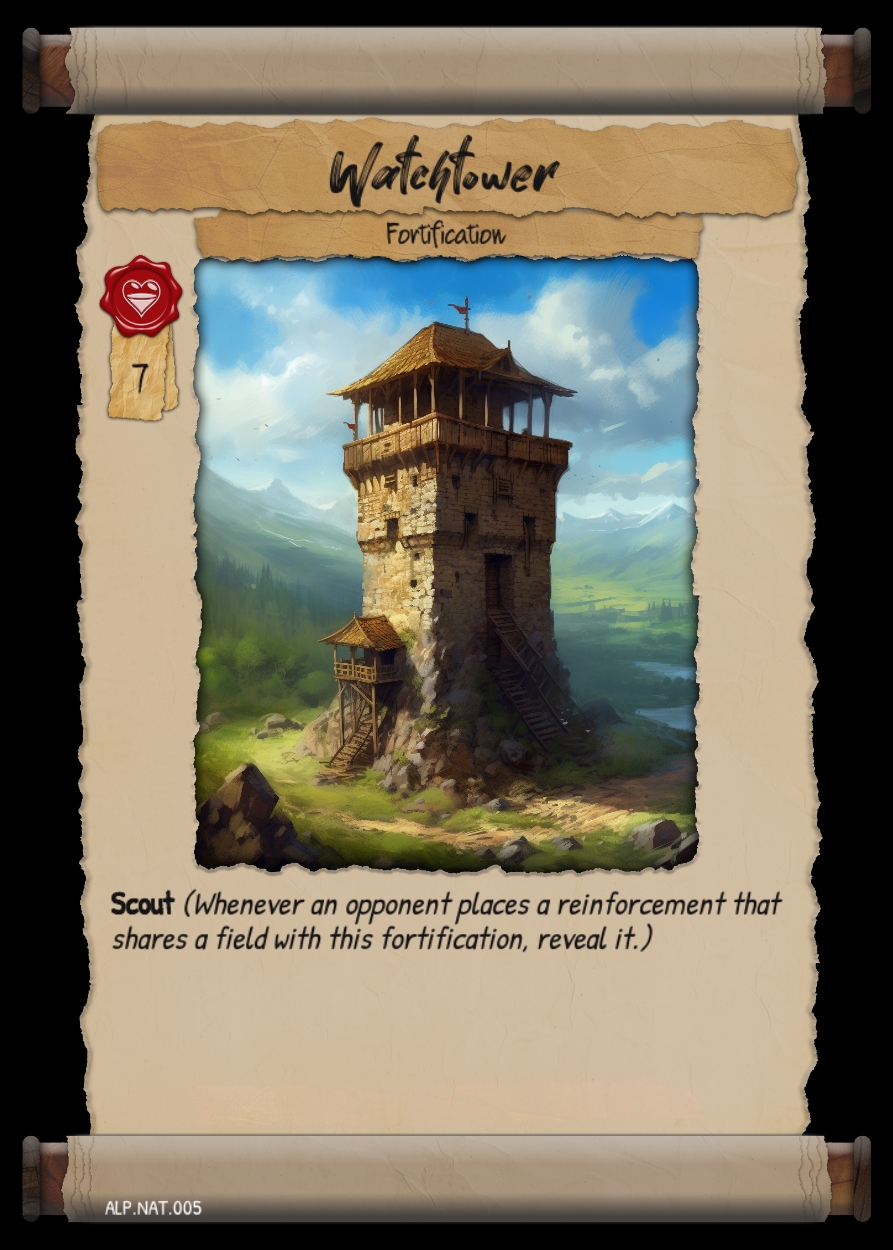 Watchtower
Fortification
7
Scout (Whenever an opponent places a reinforcement that
shares a field with this fortification, reveal it.)
ALP.NAT.005